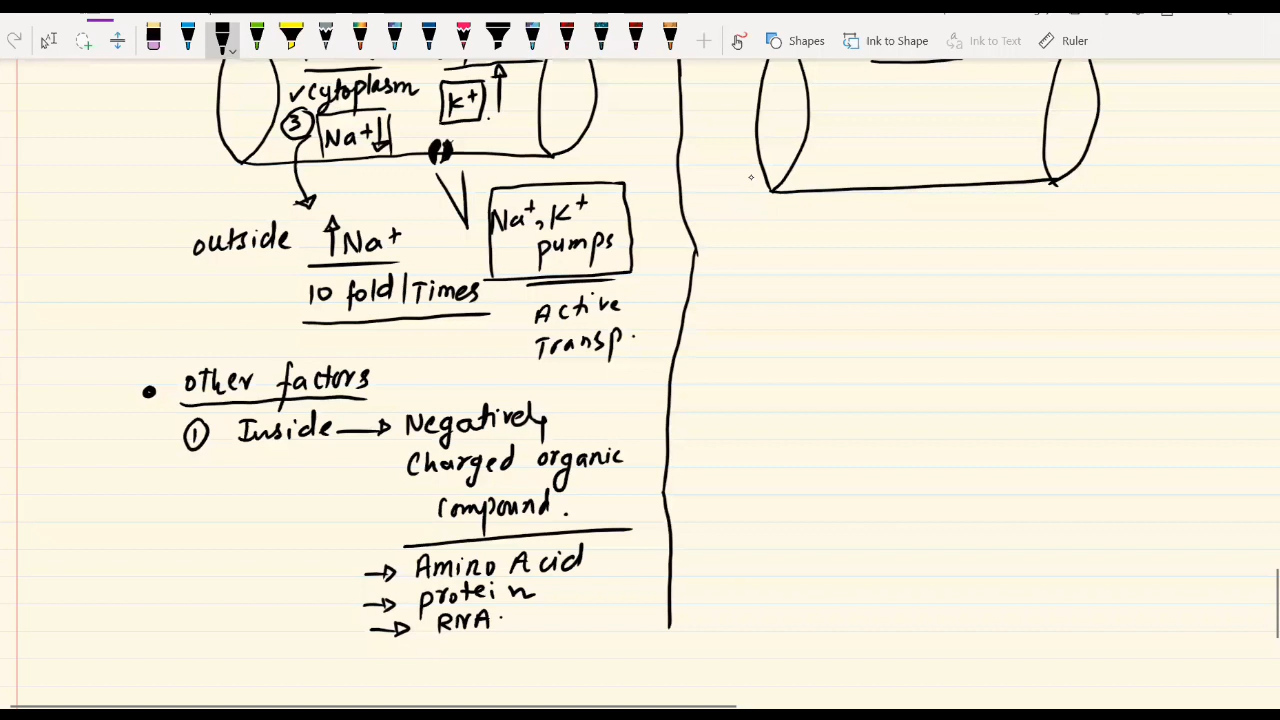 Shapes
Ink to Shape
Ink to Text
Ruler
✓cytoplasm
K+ ↑
③ Na+↓
Na+, K+
pumps
outside ↑Na+
10 fold/Times
Active
Transp.
• other factors
① Inside → Negatively
Charged organic
compound.
→ Amino Acid
→ protein
→ RNA.